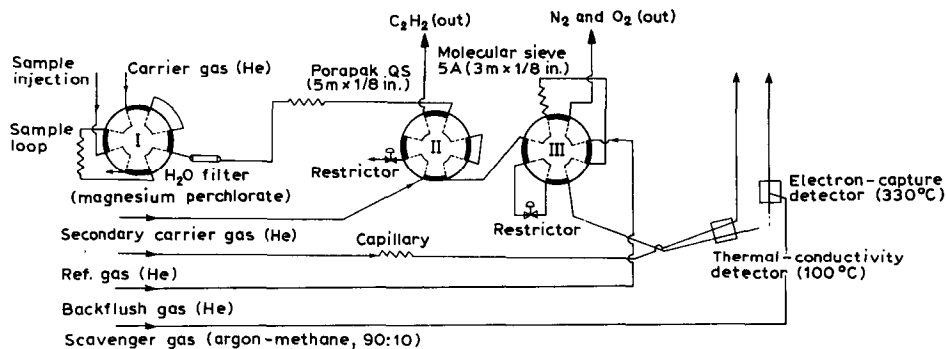 C₂H₂ (out)
N₂ and O₂ (out)
Sample
injection
Carrier gas (He)
Porapak QS
(5m x 1/8 in.)
Molecular sieve
5A (3m x 1/8 in.)
Sample
loop
I
II
III
H₂O filter
(magnesium perchlorate)
Restrictor
Restrictor
Electron-capture
detector (330°C)
Secondary carrier gas (He)
Capillary
Thermal-conductivity
detector (100°C)
Ref. gas (He)
Backflush gas (He)
Scavenger gas (argon-methane, 90:10)